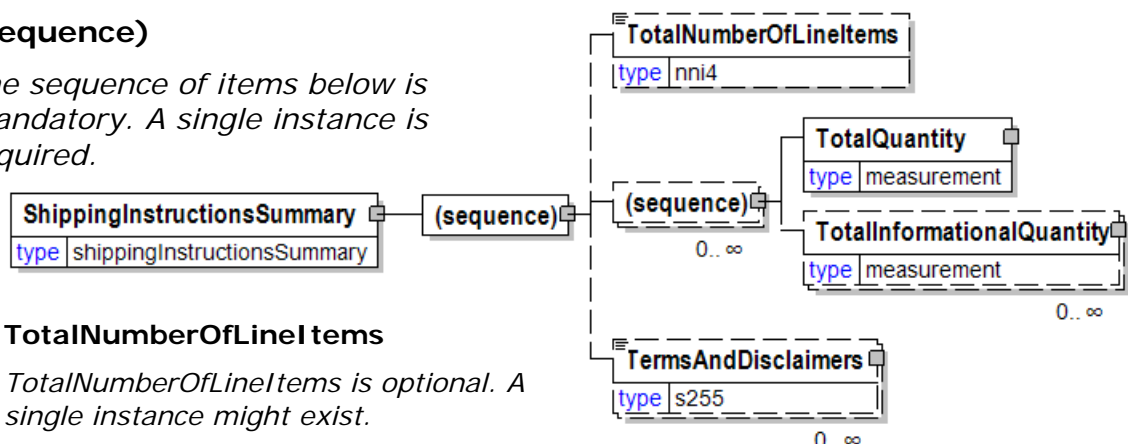 equence)
e sequence of items below is
andatory. A single instance is
quired.
ShippingInstructionsSummary
type shippingInstructionsSummary
(sequence)
TotalNumberOfLineItems
type nni4
(sequence)
0.. ∞
TotalQuantity
type measurement
TotalInformationalQuantity
type measurement
0.. ∞
TermsAndDisclaimers
type s255
0.. ∞
TotalNumberOfLineItems
TotalNumberOfLineItems is optional. A
single instance might exist.